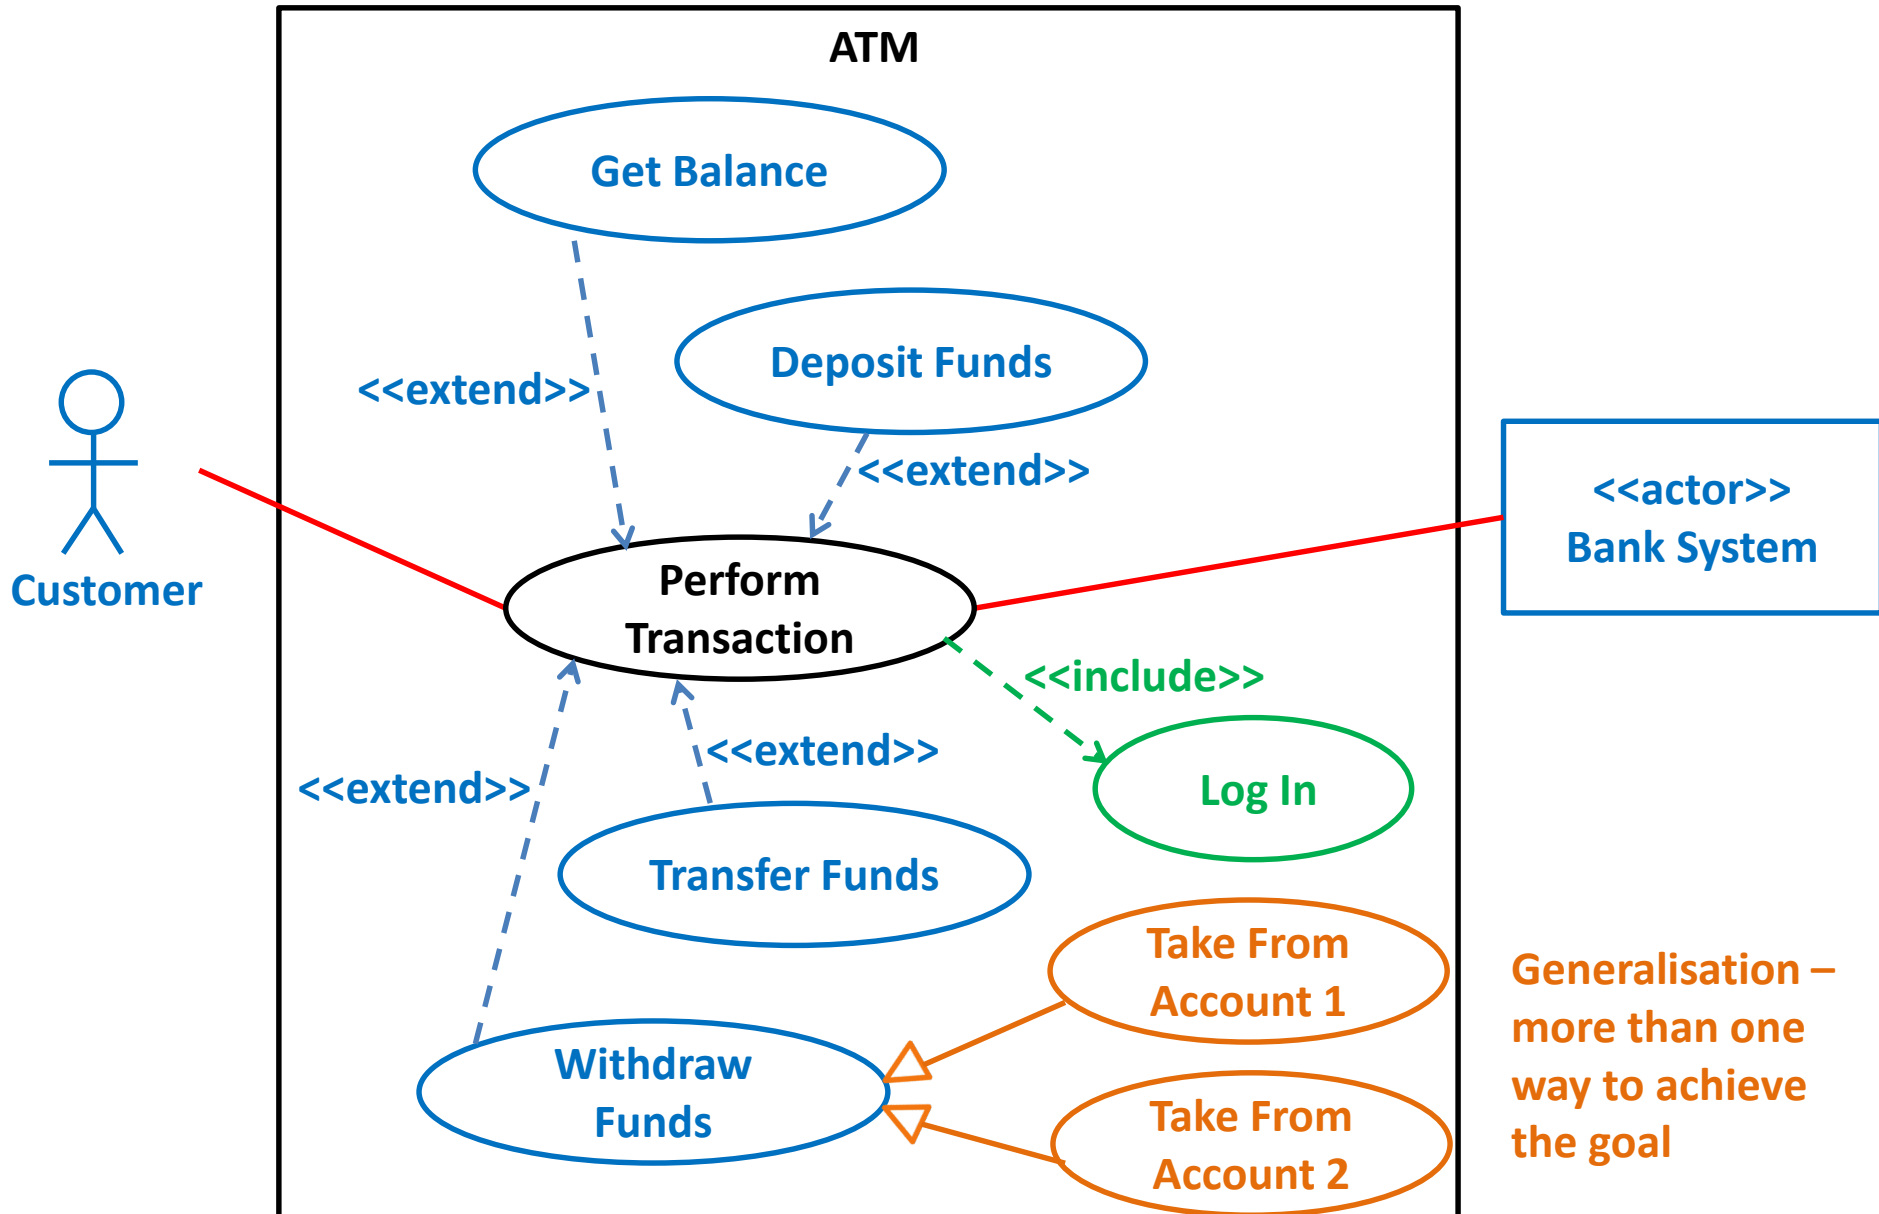 ATM
Get Balance
Deposit Funds
<<extend>>
<<extend>>
<<actor>>
Bank System
Customer
Perform
Transaction
<<include>>
<<extend>>
<<extend>>
Log In
Transfer Funds
Take From
Account 1
Generalisation –
more than one
way to achieve
the goal
Withdraw
Funds
Take From
Account 2